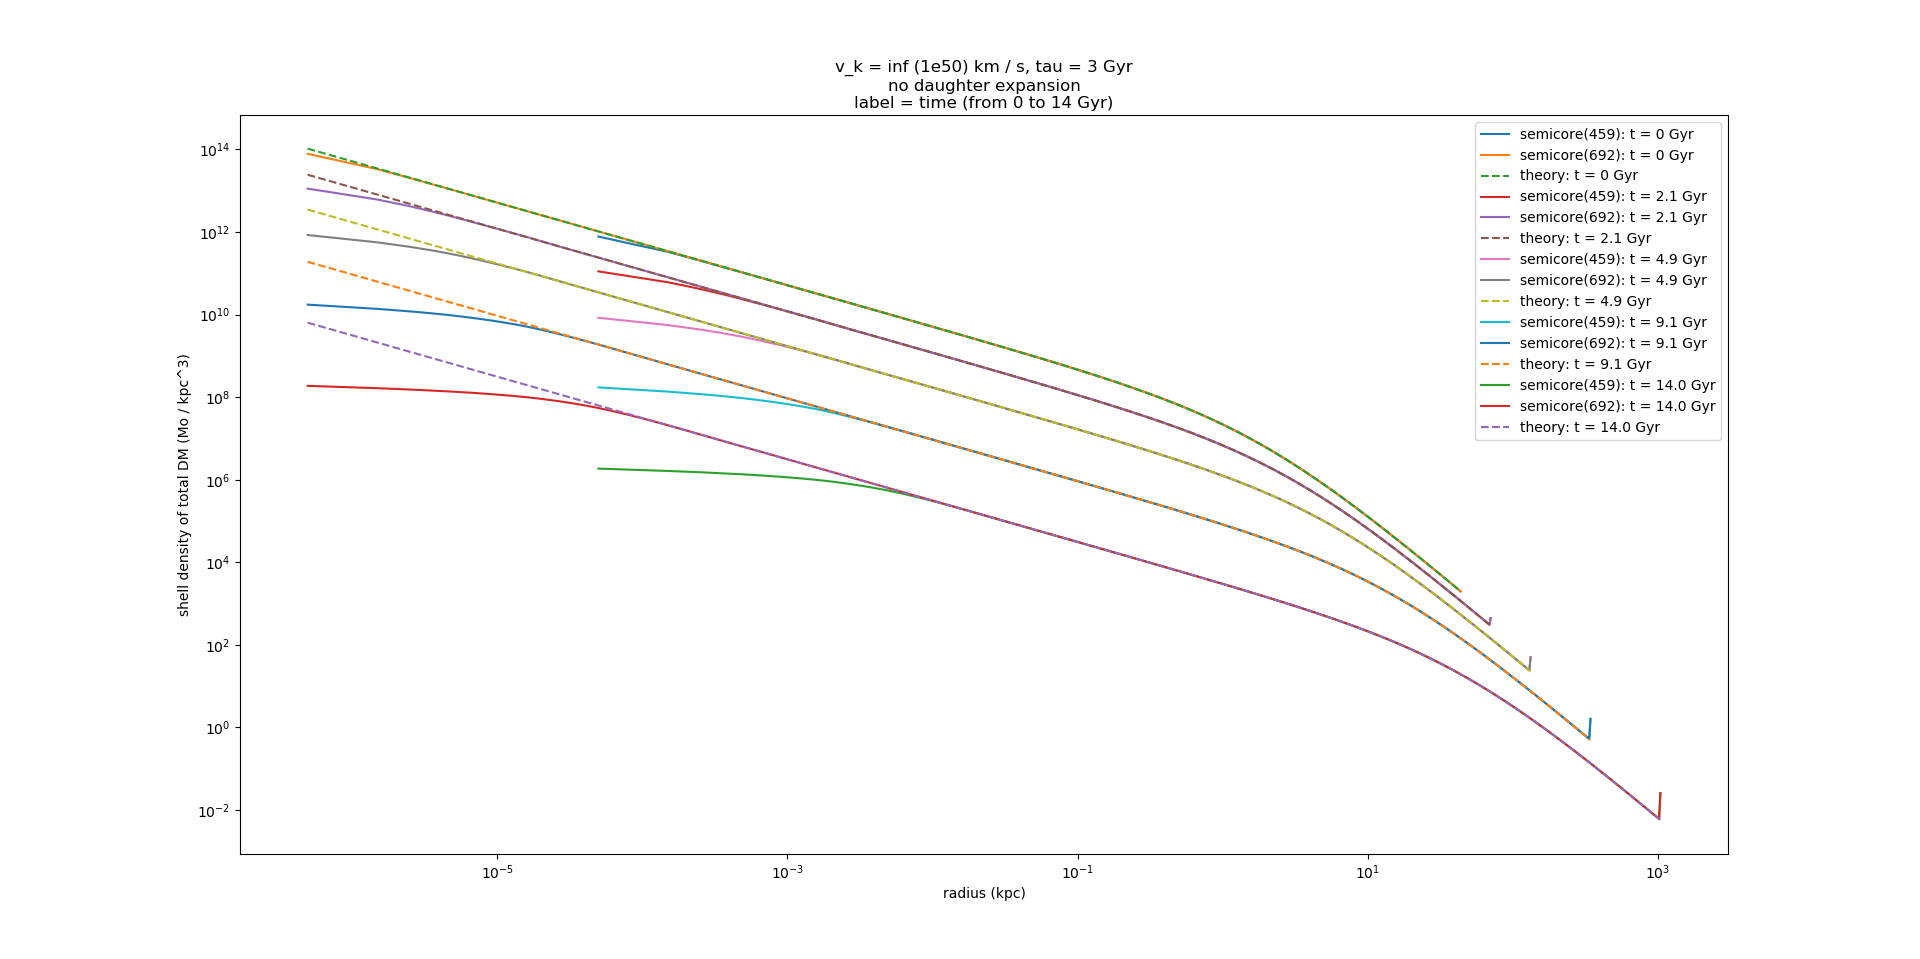 v_k = inf (1e50) km / s, tau = 3 Gyr
no daughter expansion
label = time (from 0 to 14 Gyr)
semicore(459): t = 0 Gyr
semicore(692): t = 0 Gyr
theory: t = 0 Gyr
semicore(459): t = 2.1 Gyr
semicore(692): t = 2.1 Gyr
theory: t = 2.1 Gyr
semicore(459): t = 4.9 Gyr
semicore(692): t = 4.9 Gyr
theory: t = 4.9 Gyr
semicore(459): t = 9.1 Gyr
semicore(692): t = 9.1 Gyr
theory: t = 9.1 Gyr
semicore(459): t = 14.0 Gyr
semicore(692): t = 14.0 Gyr
theory: t = 14.0 Gyr
shell density of total DM (Mo / kpc^3)
10^14
10^12
10^10
10^8
10^6
10^4
10^2
10^0
10^−2
10^−5
10^−3
10^−1
10^1
10^3
radius (kpc)